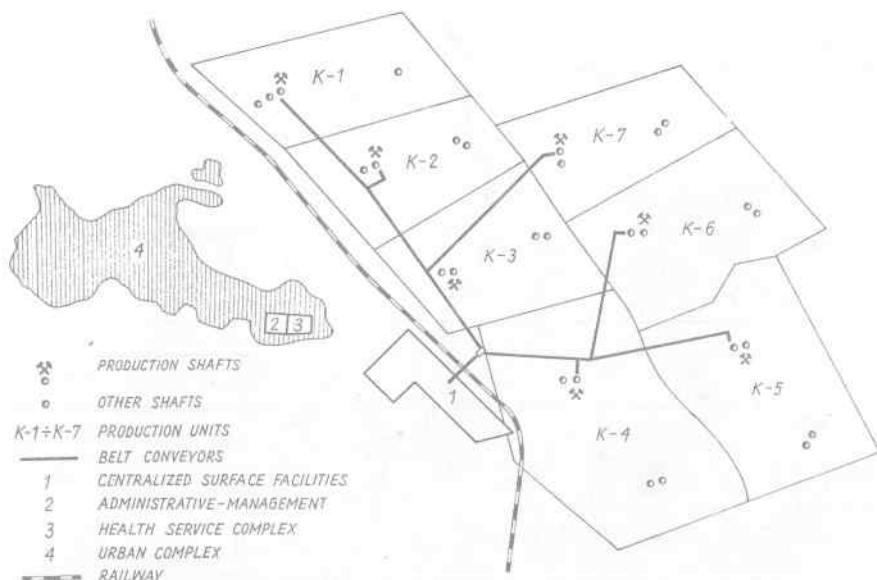 K-1
K-2
K-7
K-3
K-6
4
2 3
1
K-5
K-4
PRODUCTION SHAFTS
OTHER SHAFTS
K-1÷K-7 PRODUCTION UNITS
BELT CONVEYORS
1 CENTRALIZED SURFACE FACILITIES
2 ADMINISTRATIVE-MANAGEMENT
3 HEALTH SERVICE COMPLEX
4 URBAN COMPLEX
RAILWAY